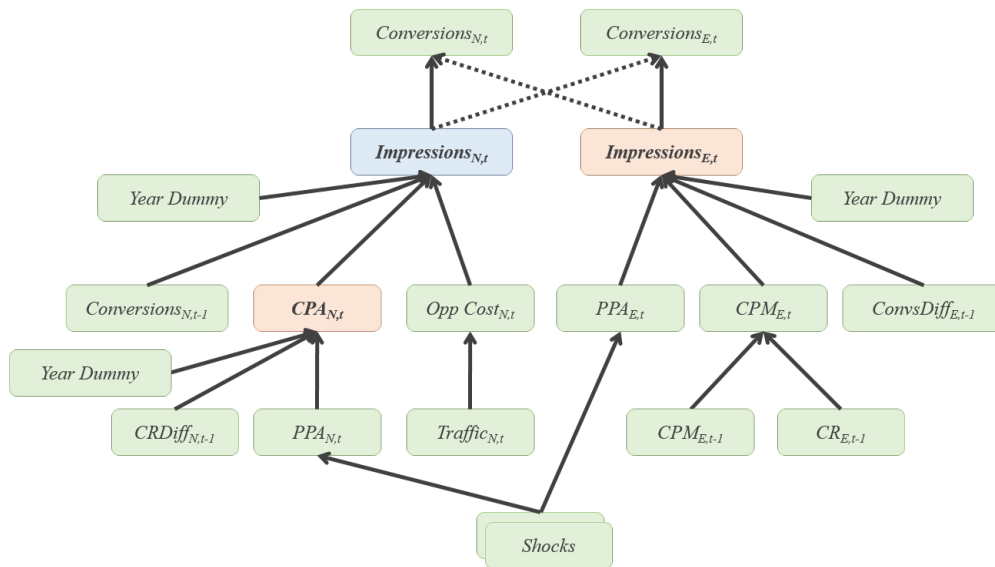 Conversions_{N,t}
Conversions_{E,t}
Impressions_{N,t}
Impressions_{E,t}
Year Dummy
Year Dummy
Conversions_{N,t-1}
CPA_{N,t}
Opp Cost_{N,t}
PPA_{E,t}
CPM_{E,t}
ConvsDiff_{E,t-1}
Year Dummy
CRDiff_{N,t-1}
PPA_{N,t}
Traffic_{N,t}
CPM_{E,t-1}
CR_{E,t-1}
Shocks